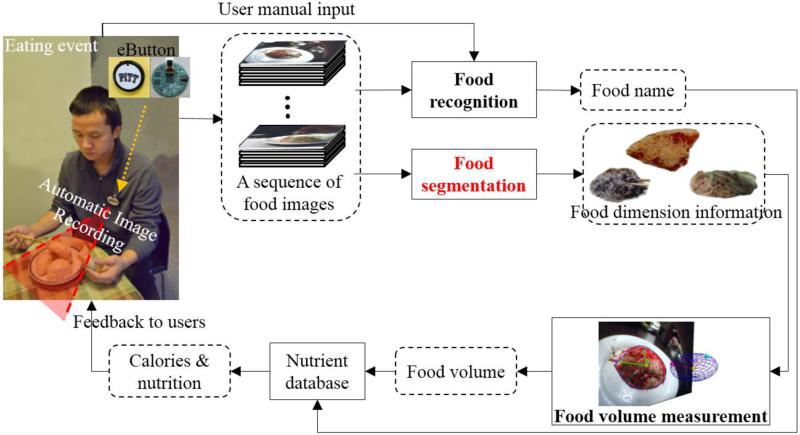 User manual input
Eating event
eButton
PITT
Automatic Image
Recording
A sequence of
food images
Food
recognition
Food name
Food
segmentation
Food dimension information
Feedback to users
Calories &
nutrition
Nutrient
database
Food volume
Food volume measurement